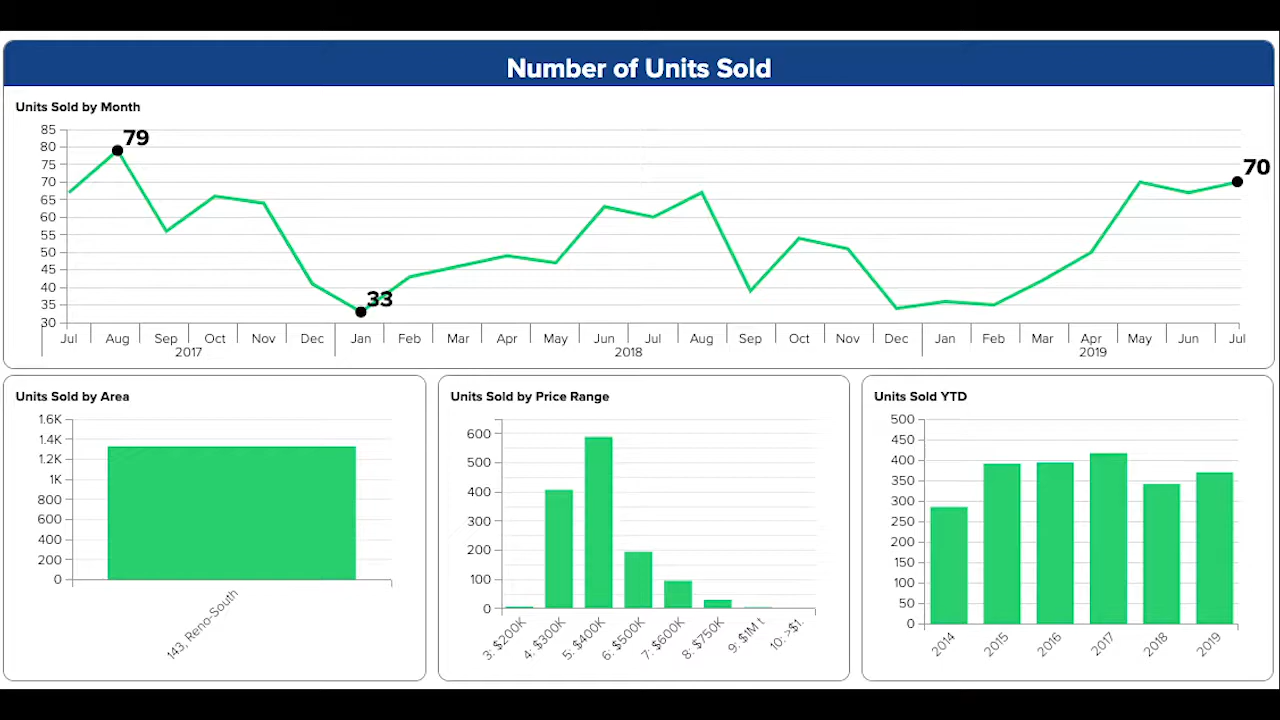 Number of Units Sold
Units Sold by Month
85
80
75
70
65
60
55
50
45
40
35
30
79
33
70
Jul Aug Sep Oct Nov Dec Jan Feb Mar Apr May Jun Jul Aug Sep Oct Nov Dec Jan Feb Mar Apr May Jun Jul
2017 2018 2019
Units Sold by Area
1.6K
1.4K
1.2K
1K
800
600
400
200
0
143, Reno-South
Units Sold by Price Range
600
500
400
300
200
100
0
3: $200K
4: $300K
5: $400K
6: $500K
7: $600K
8: $750K
9: $1M t
10: >$1.
Units Sold YTD
500
450
400
350
300
250
200
150
100
50
0
2014
2015
2016
2017
2018
2019